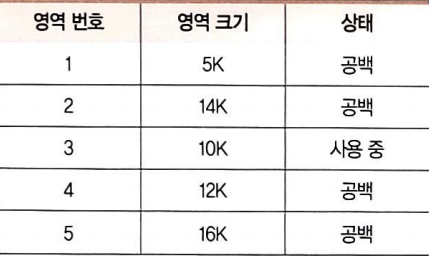 영역 번호 영역 크기 상태
1 5K 공백
2 14K 공백
3 10K 사용 중
4 12K 공백
5 16K 공백